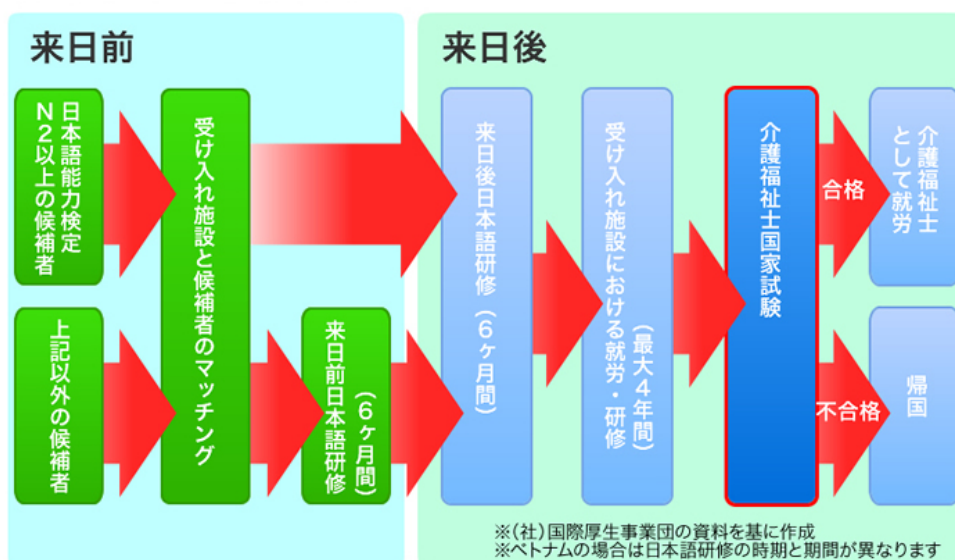 来日前
来日後
日本語能力検定
Ｎ２以上の候補者
上記以外の候補者
受け入れ施設と候補者のマッチング
来日前日本語研修
（６ヶ月間）
来日後日本語研修（６ヶ月間）
受け入れ施設における就労・研修
（最大４年間）
介護福祉士国家試験
合格
介護福祉士
として就労
不合格
帰国
※(社)国際厚生事業団の資料を基に作成
※ベトナムの場合は日本語研修の時期と期間が異なります